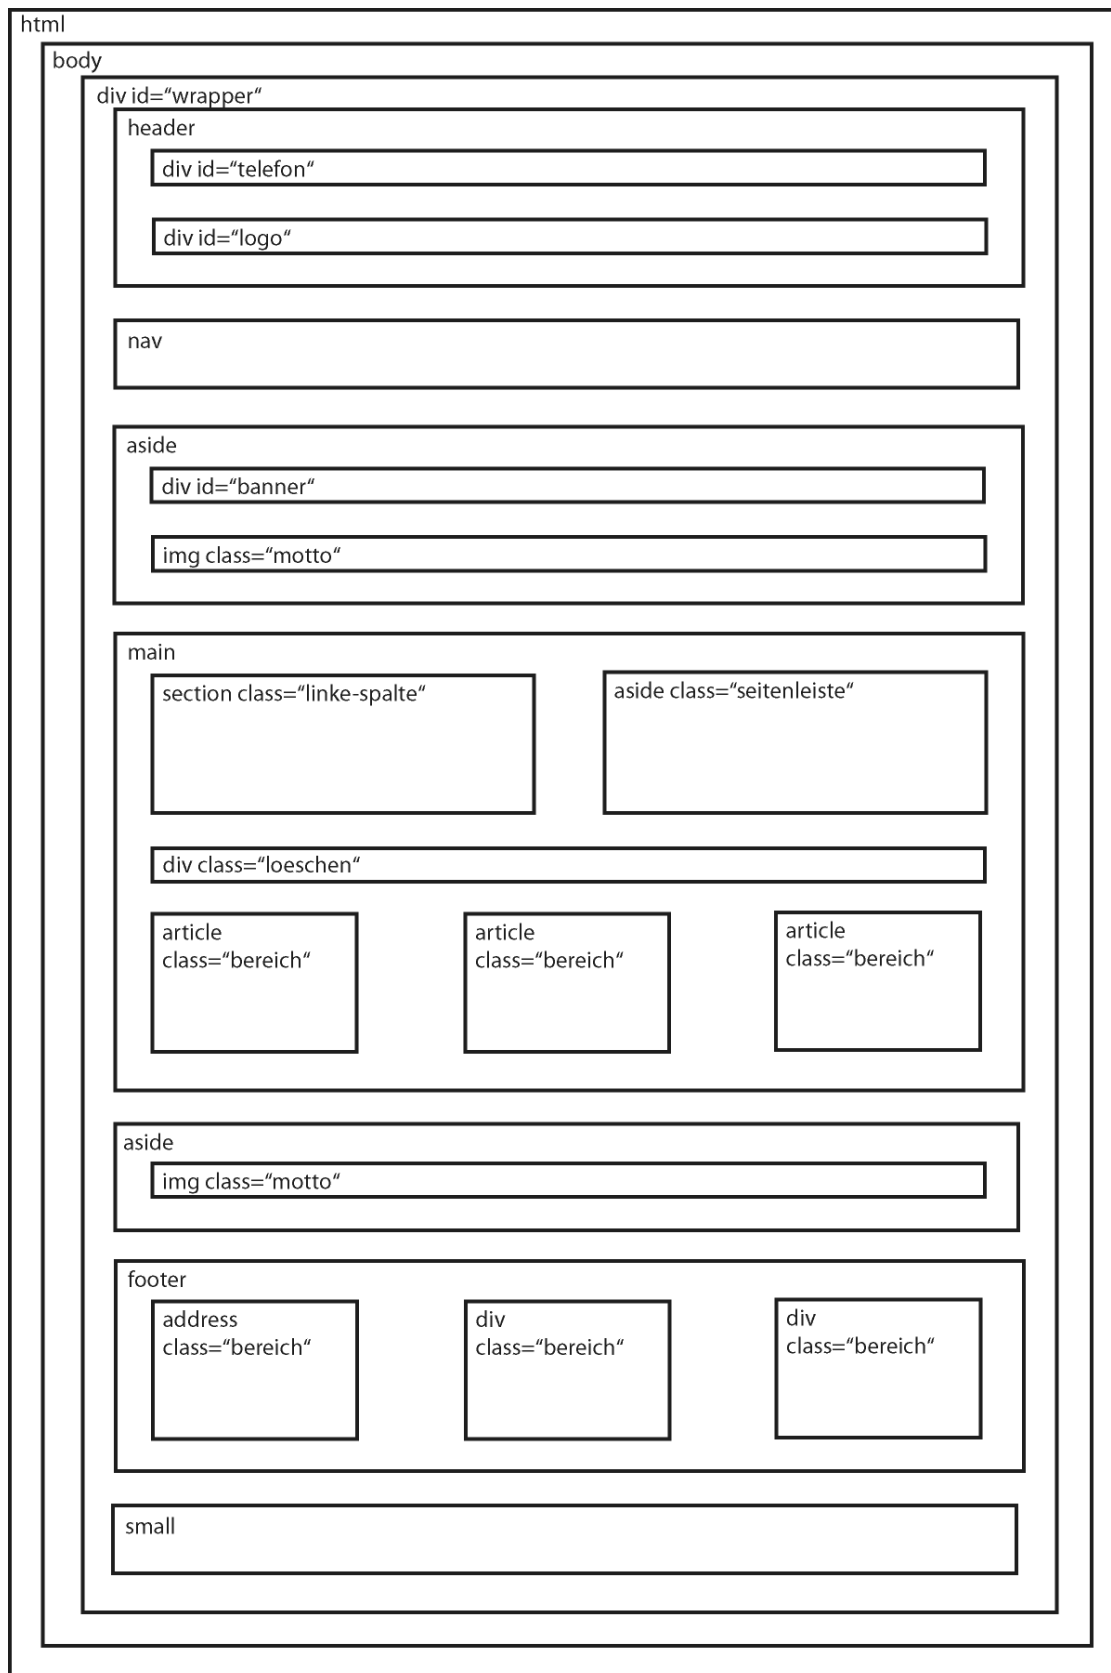 html
body
div id=“wrapper“
header
div id=“telefon“
div id=“logo“
nav
aside
div id=“banner“
img class=“motto“
main
section class=“linke-spalte“
aside class=“seitenleiste“
div class=“loeschen“
article
class=“bereich“
article
class=“bereich“
article
class=“bereich“
aside
img class=“motto“
footer
address
class=“bereich“
div
class=“bereich“
div
class=“bereich“
small